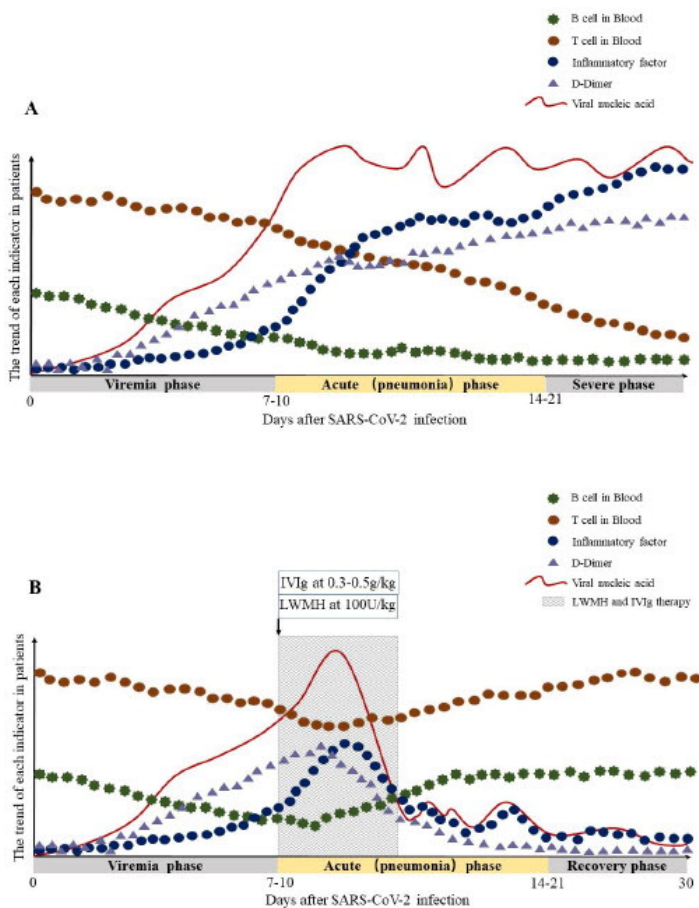 B cell in Blood
T cell in Blood
Inflammatory factor
D-Dimer
Viral nucleic acid
A
The trend of each indicator in patients
Viremia phase Acute (pneumonia) phase Severe phase
0 7-10 14-21
Days after SARS-CoV-2 infection
B cell in Blood
T cell in Blood
Inflammatory factor
D-Dimer
Viral nucleic acid
LWMH and IVIg therapy
B
IVIg at 0.3-0.5g/kg
LWMH at 100U/kg
The trend of each indicator in patients
Viremia phase Acute (pneumonia) phase Recovery phase
0 7-10 14-21 30
Days after SARS-CoV-2 infection